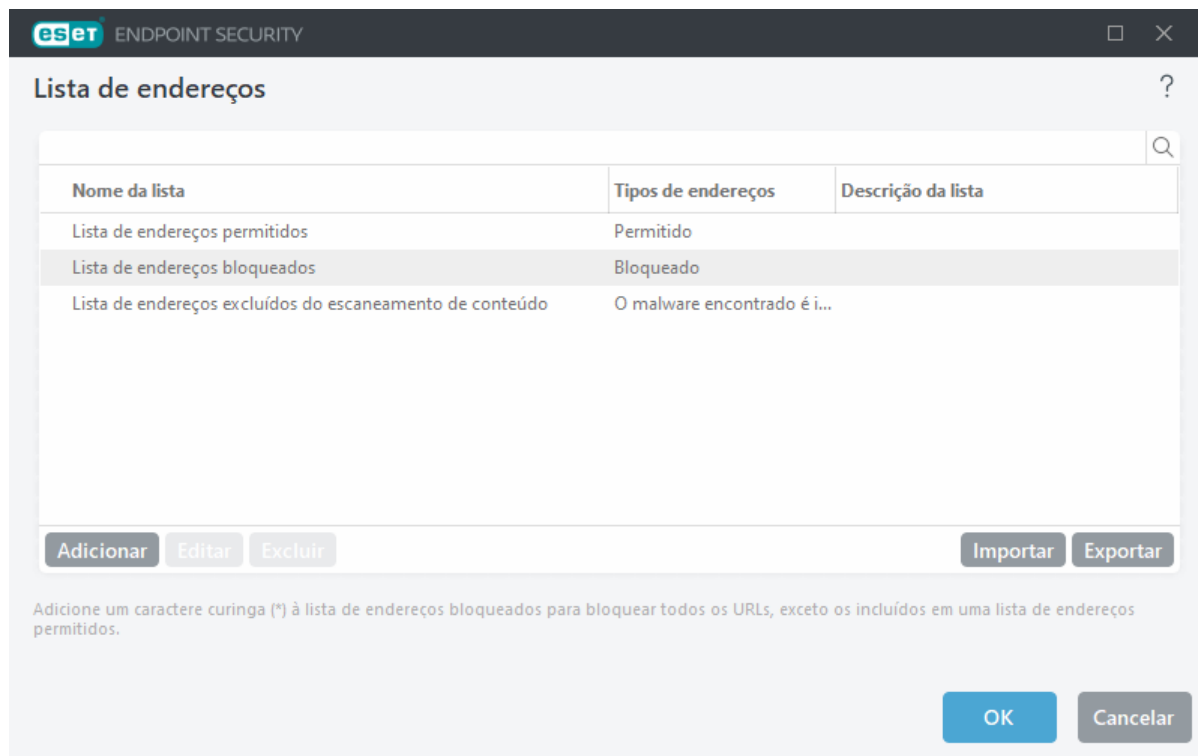 eset ENDPOINT SECURITY
Lista de endereços
?
Nome da lista Tipos de endereços Descrição da lista
Lista de endereços permitidos Permitido
Lista de endereços bloqueados Bloqueado
Lista de endereços excluídos do escaneamento de conteúdo O malware encontrado é i...
Adicionar Editar Excluir Importar Exportar
Adicione um caractere curinga (*) à lista de endereços bloqueados para bloquear todos os URLs, exceto os incluídos em uma lista de endereços
permitidos.
OK Cancelar